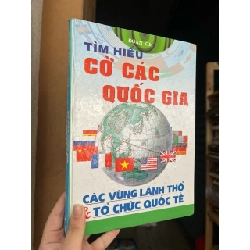 TÌM HIỂU
CỜ CÁC
QUỐC GIA
CÁC VÙNG LÃNH THỔ
& TỔ CHỨC QUỐC TẾ